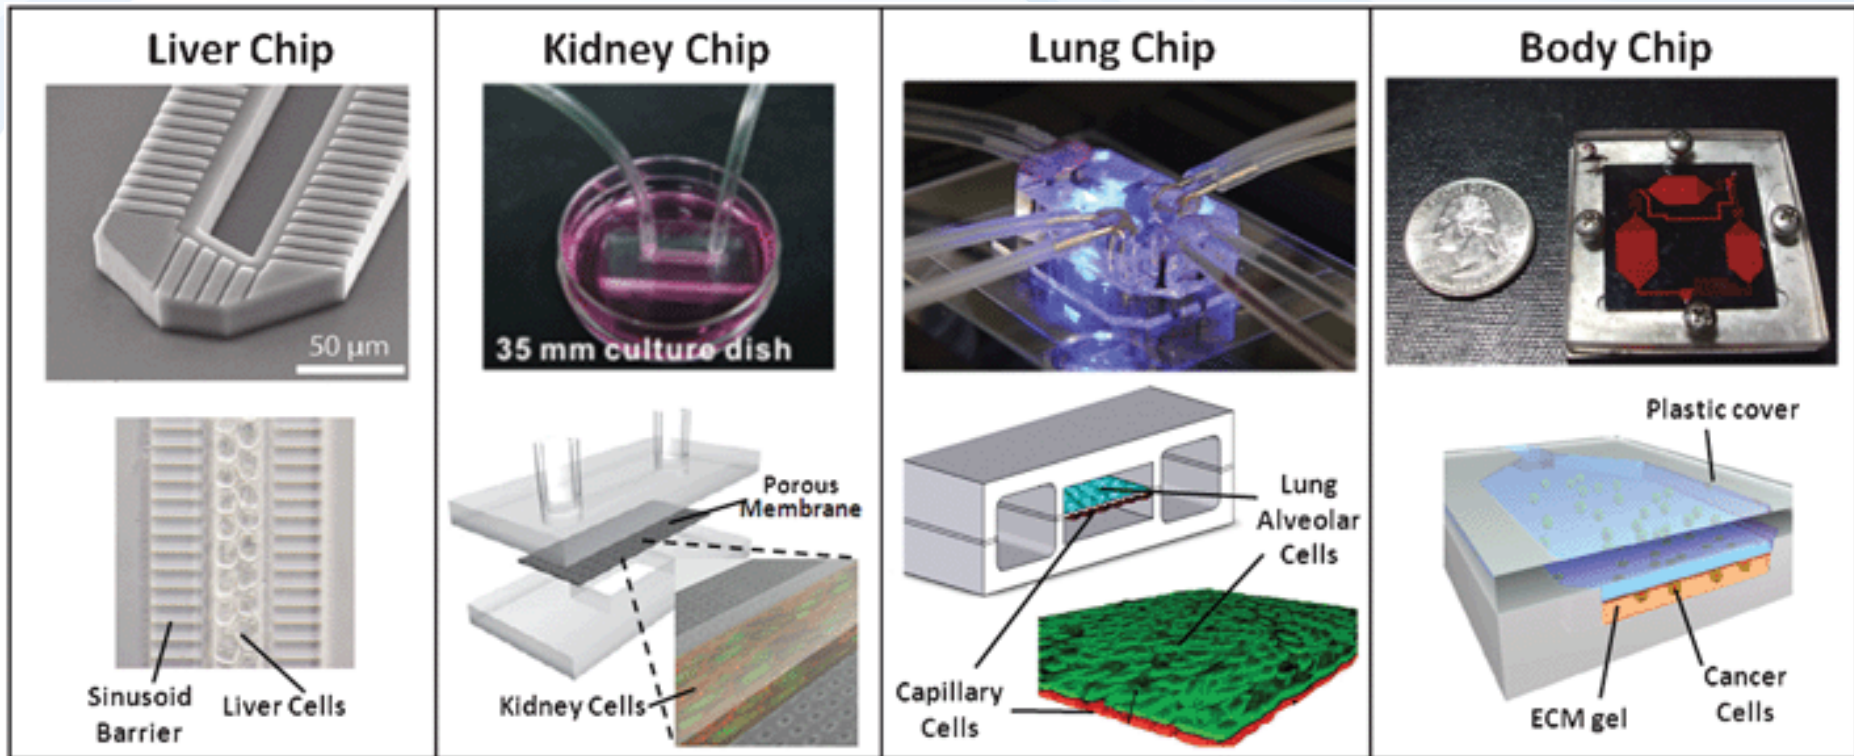 Liver Chip
50 μm
Sinusoid
Barrier
Liver Cells
Kidney Chip
35 mm culture dish
Porous
Membrane
Kidney Cells
Lung Chip
Lung
Alveolar
Cells
Capillary
Cells
Body Chip
Plastic cover
ECM gel
Cancer
Cells